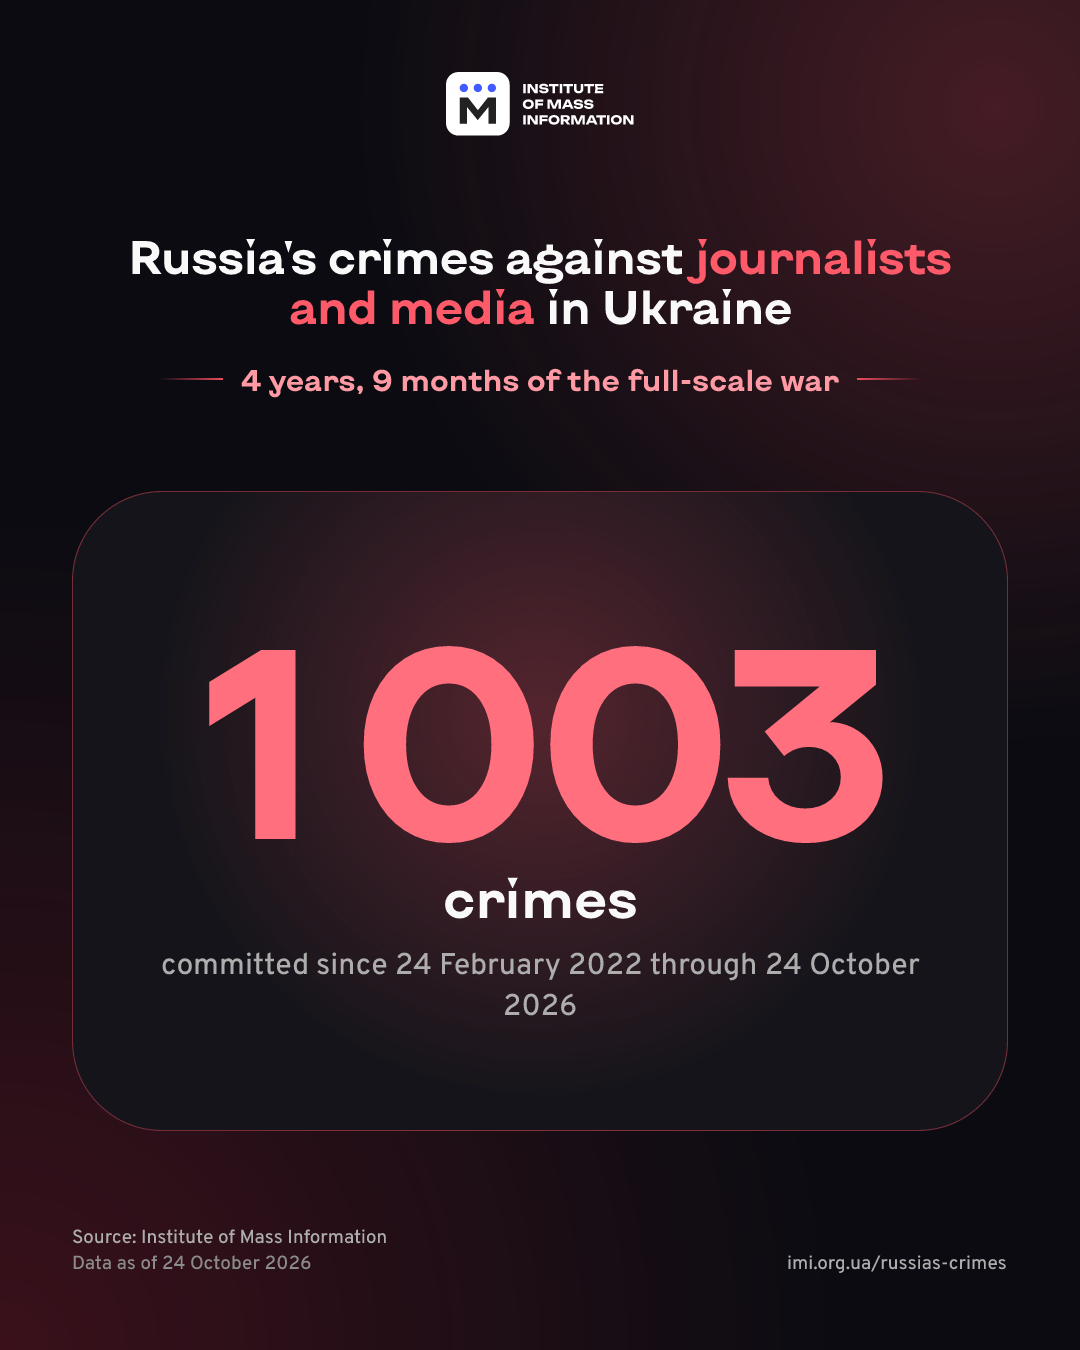 INSTITUTE
OF MASS
INFORMATION
Russia's crimes against journalists
and media in Ukraine
4 years, 9 months of the full-scale war
1 003
crimes
committed since 24 February 2022 through 24 October
2026
Source: Institute of Mass Information
Data as of 24 October 2026
imi.org.ua/russias-crimes